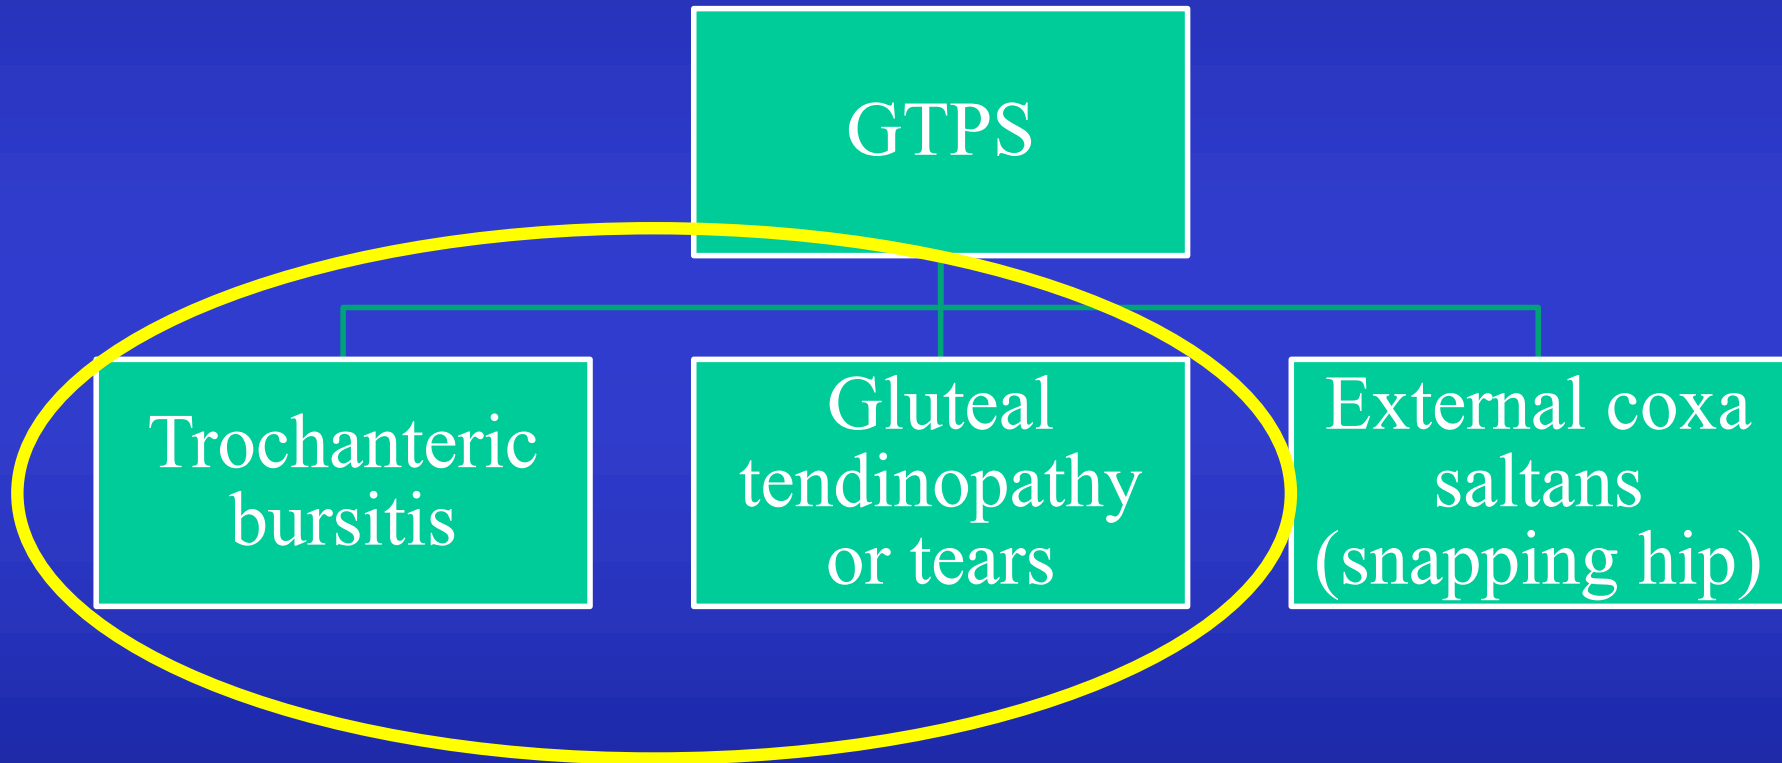 GTPS
Trochanteric
bursitis
Gluteal
tendinopathy
or tears
External coxa
saltans
(snapping hip)